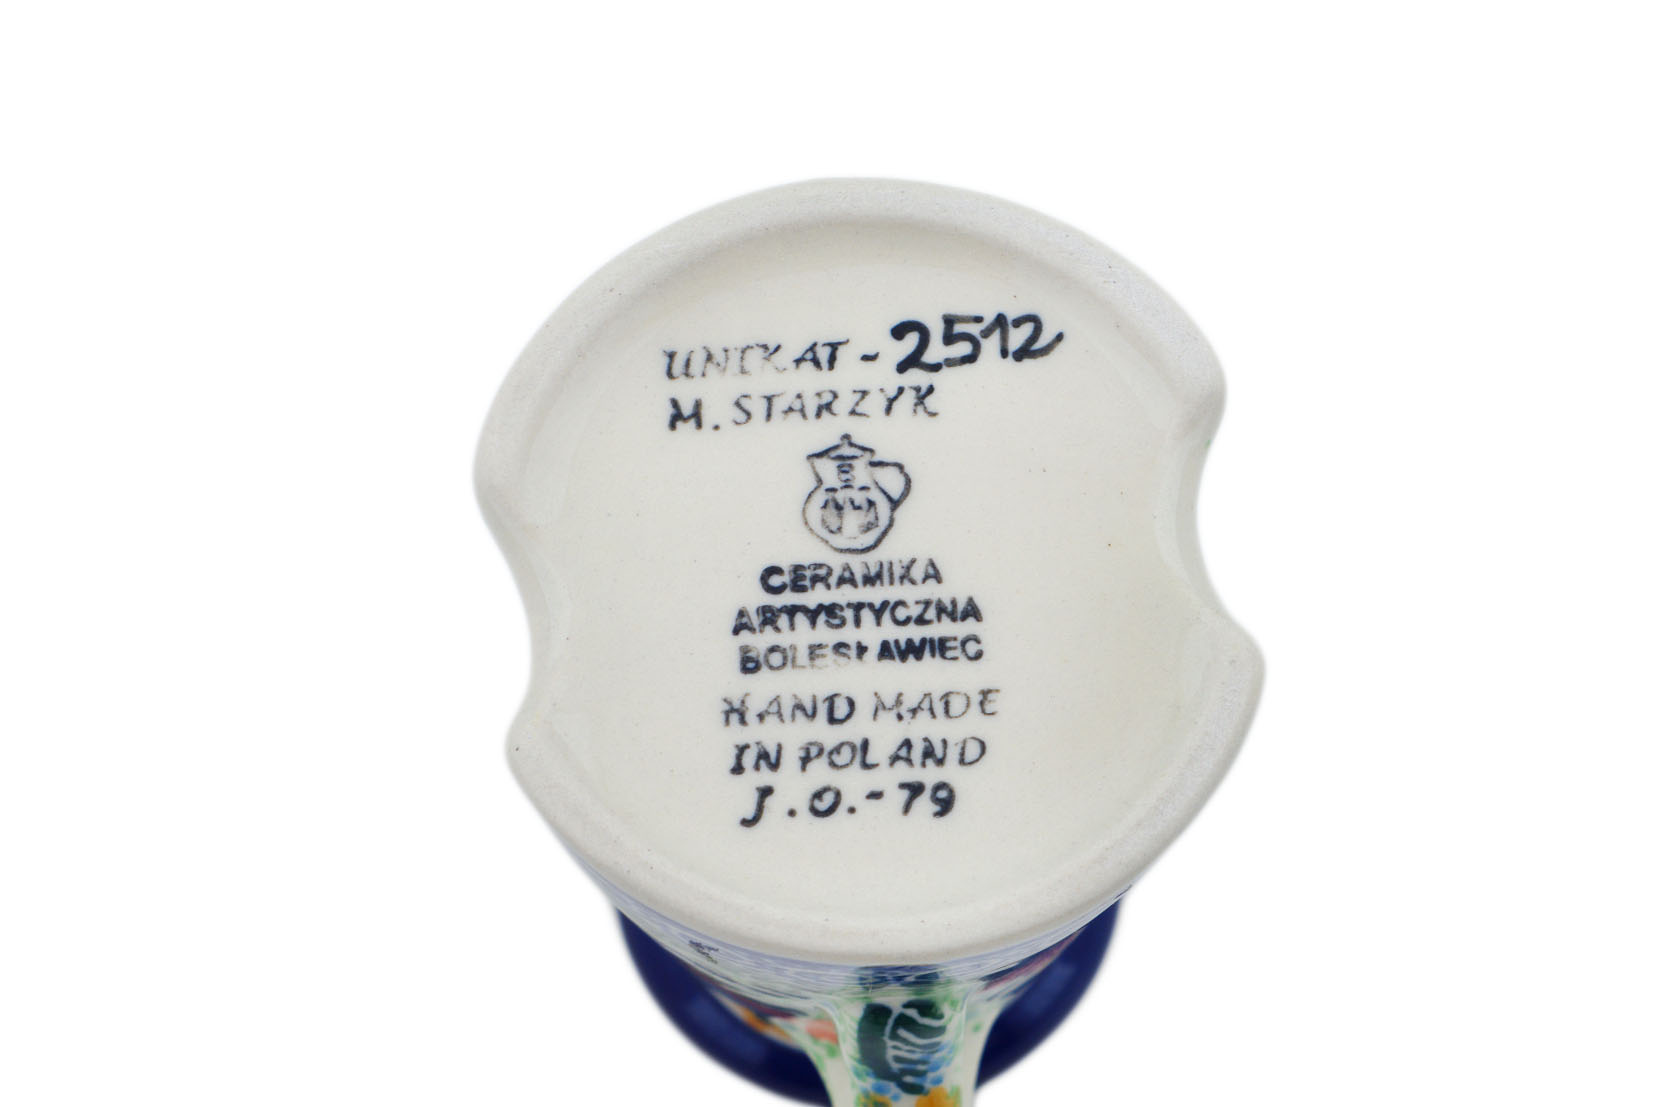 UNIKAT - 2512
M. STARZYK
CERAMIKA
ARTYSTYCZNA
BOLESŁAWIEC
HAND MADE
IN POLAND
J.O.-79